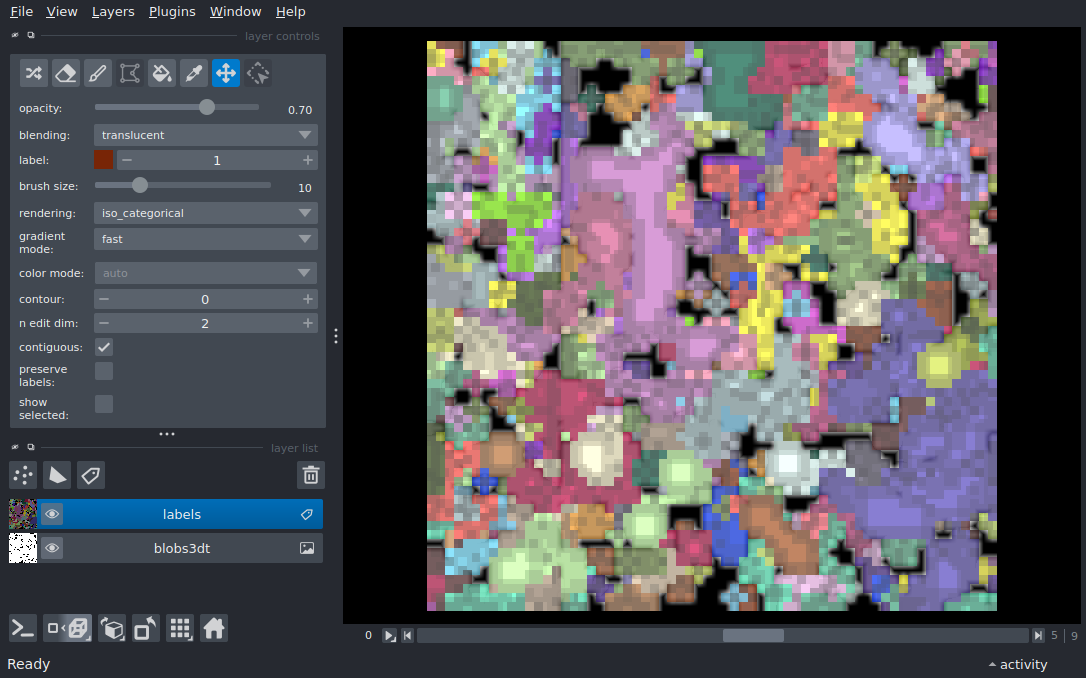 File View Layers Plugins Window Help
layer controls
opacity: 0.70
blending: translucent
label: − 1 +
brush size: 10
rendering: iso_categorical
gradient
mode: fast
color mode: auto
contour: − 0 +
n edit dim: − 2 +
contiguous:
preserve
labels:
show
selected:
layer list
labels
blobs3dt
0 5 | 9
Ready activity